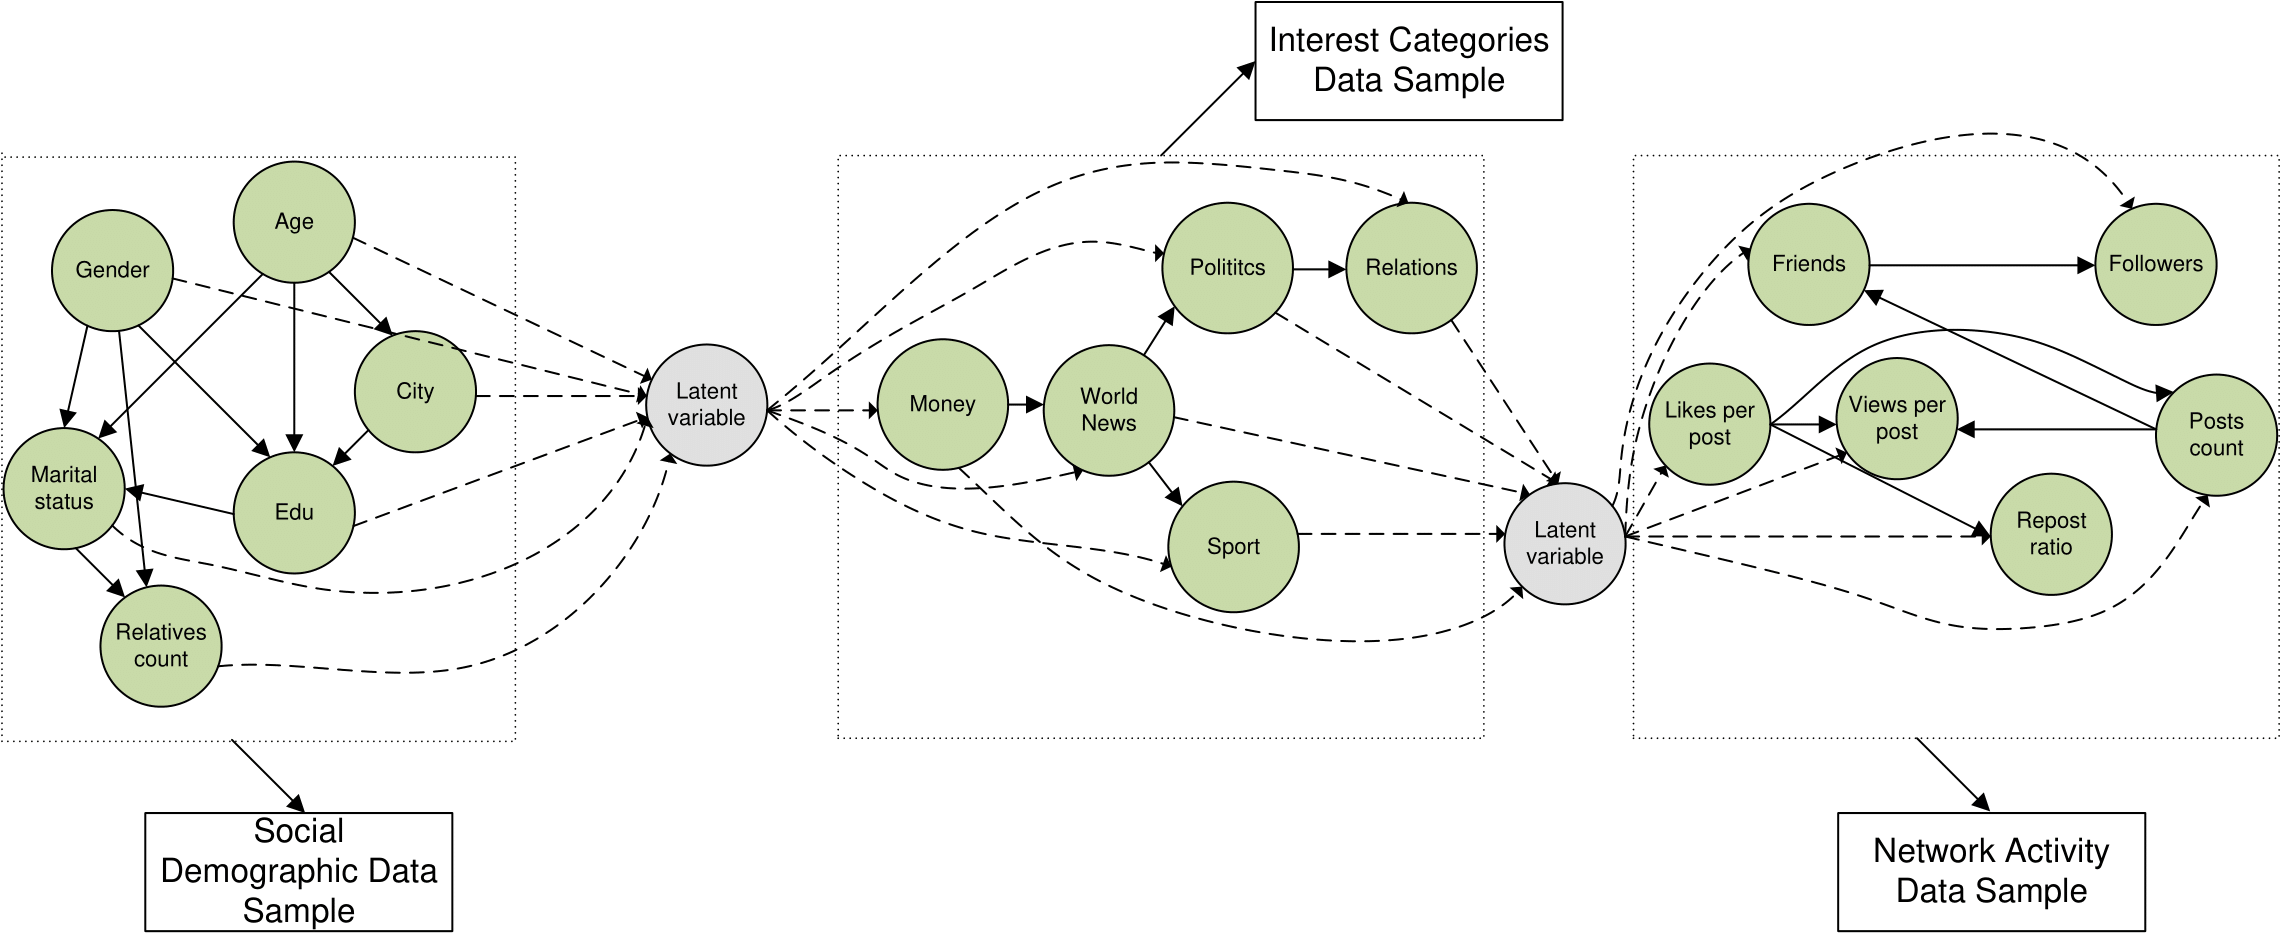 Interest Categories
Data Sample
Age
Gender
City
Marital
status
Edu
Relatives
count
Latent
variable
Polititcs
Relations
Money
World
News
Sport
Latent
variable
Friends
Followers
Likes per
post
Views per
post
Posts
count
Repost
ratio
Social
Demographic Data
Sample
Network Activity
Data Sample